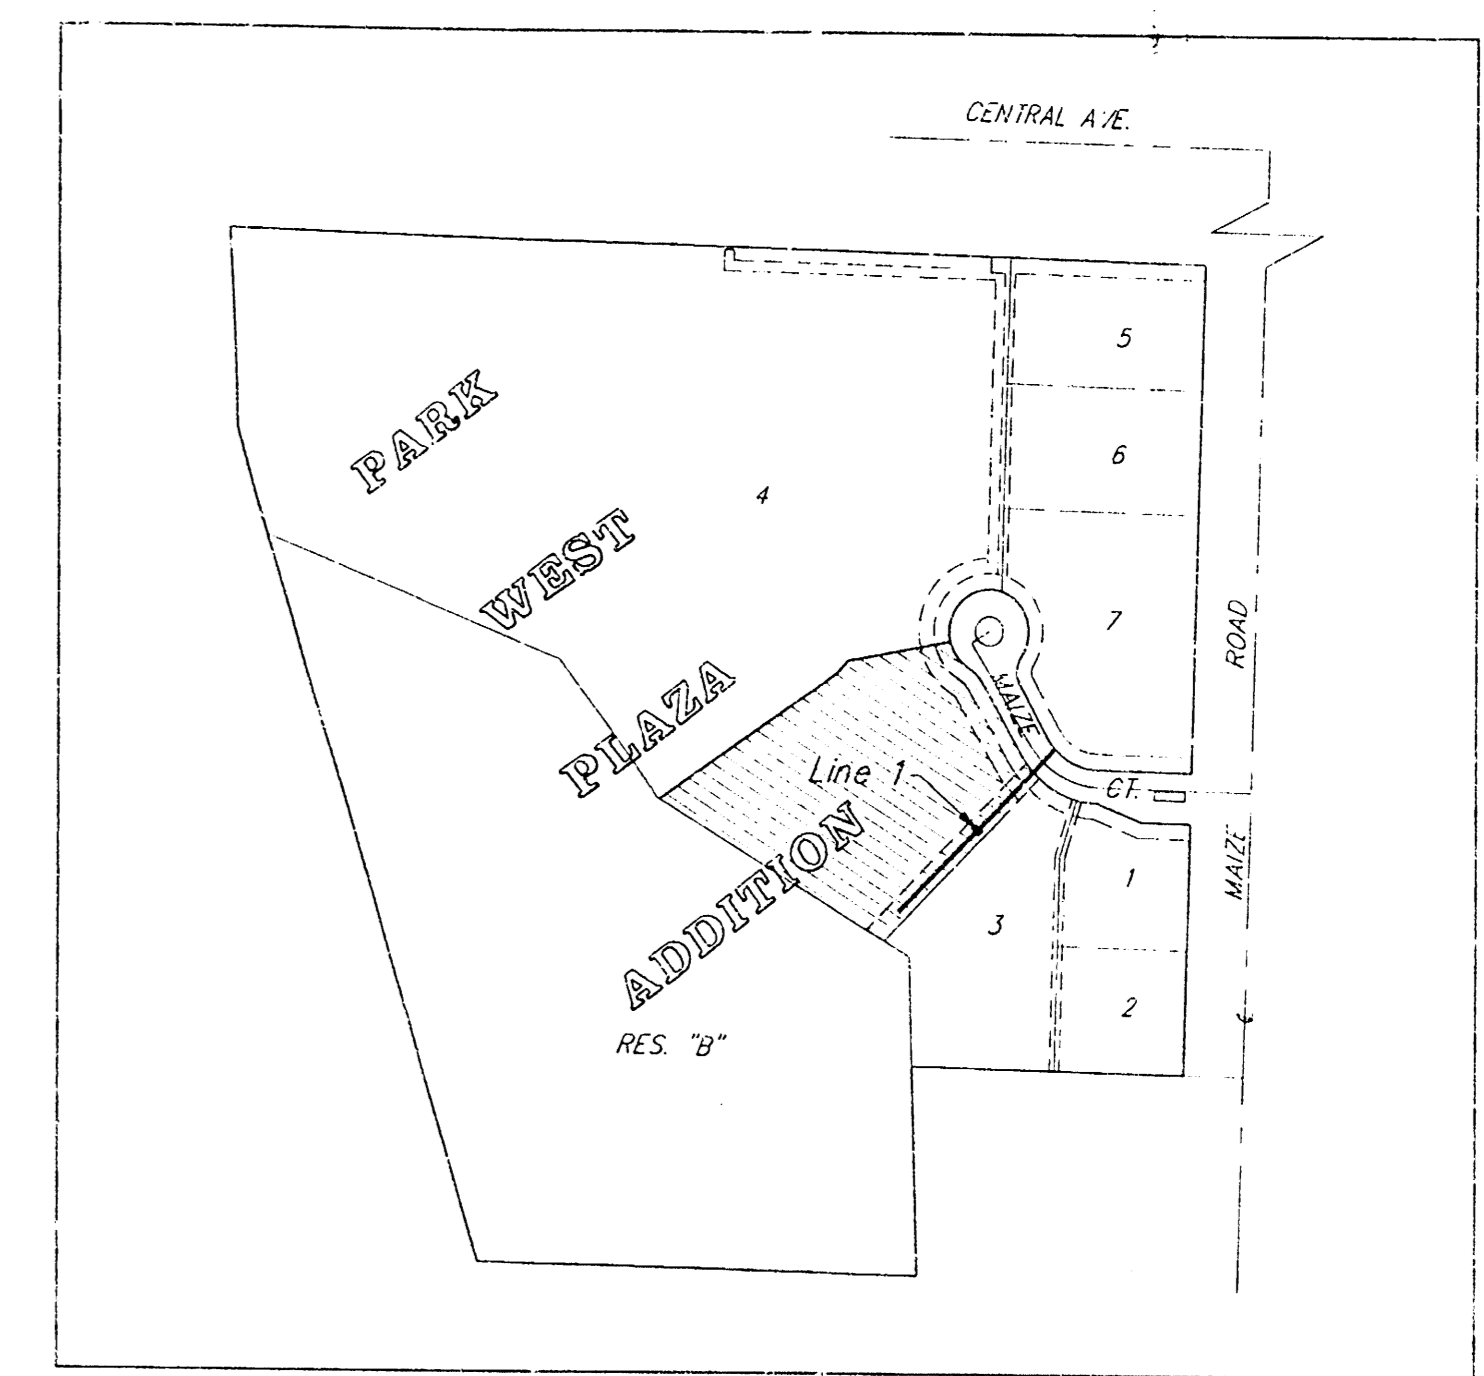 CENTRAL AVE.
5
PARK
6
4
WEST
ROAD
7
PLAZA
MAIZE
Line 1
CT.
ADDITION
MAIZE
1
3
2
RES. "B"